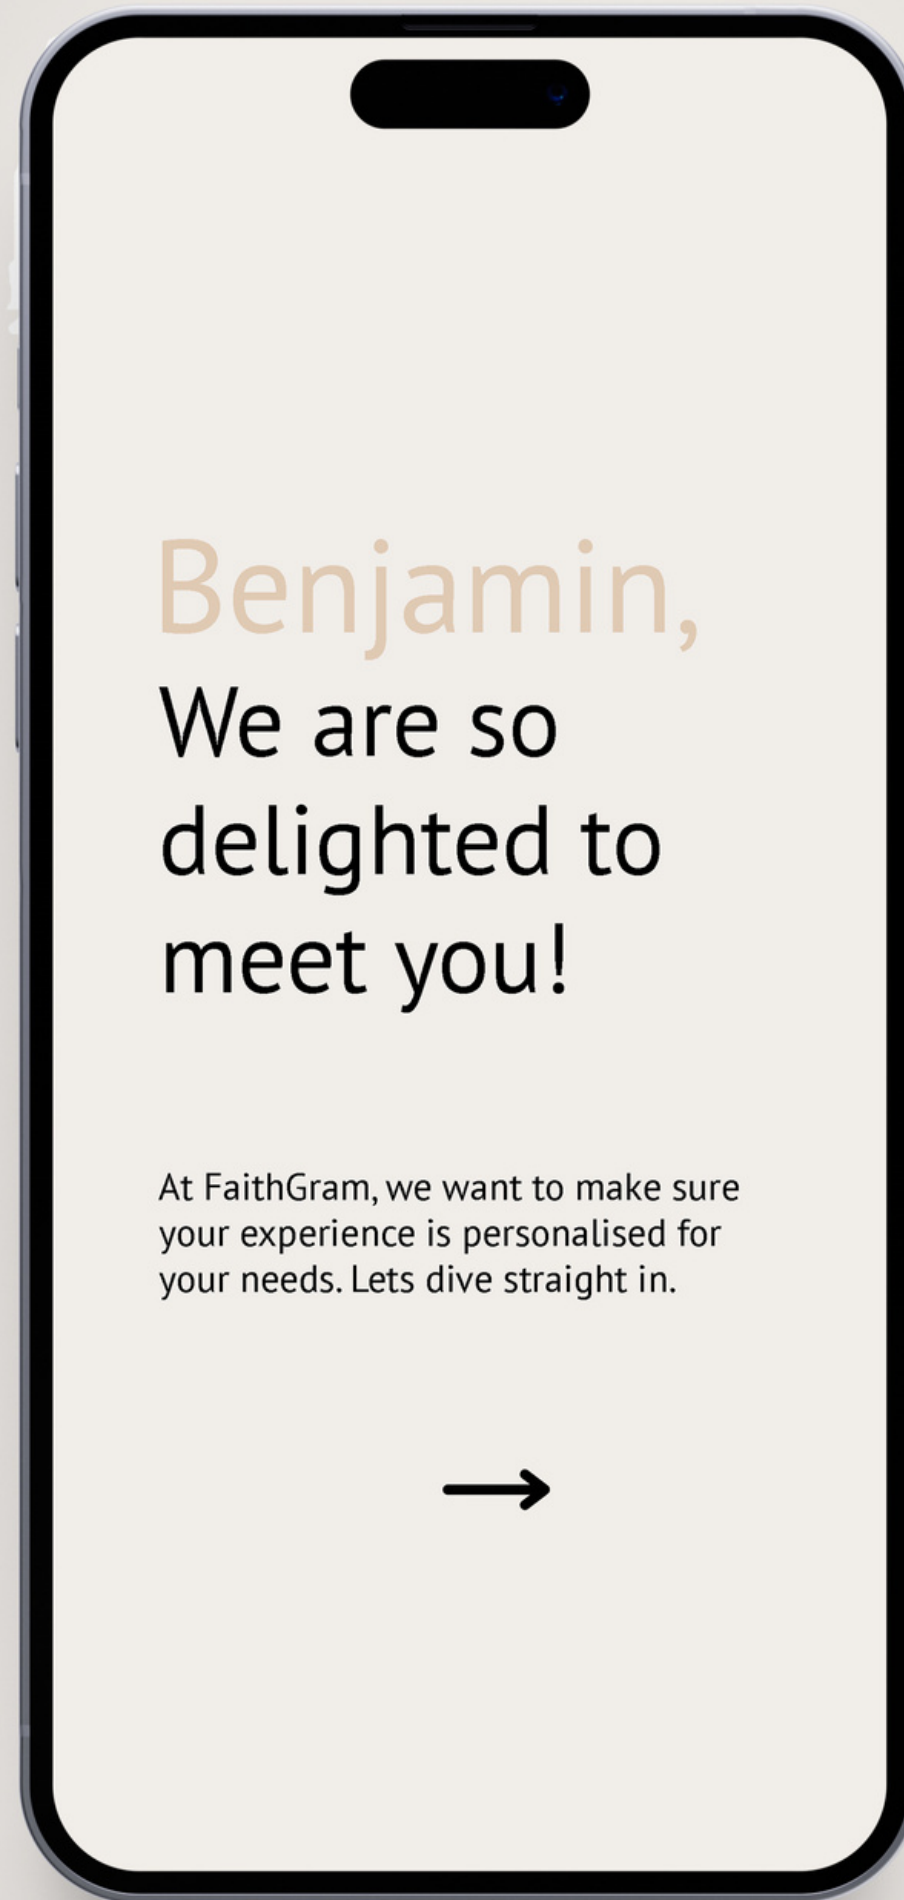 Benjamin,
We are so
delighted to
meet you!
At FaithGram, we want to make sure
your experience is personalised for
your needs. Lets dive straight in.